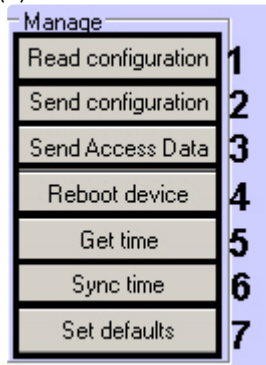 Manage
Read configuration 1
Send configuration 2
Send Access Data 3
Reboot device 4
Get time 5
Sync time 6
Set defaults 7